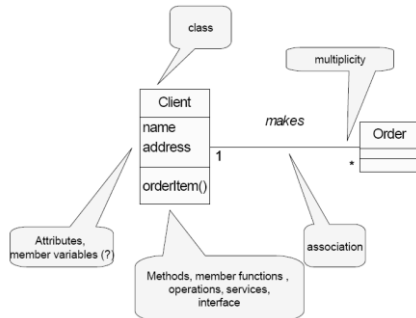 class
multiplicity
Client
makes
Order
name
address
1
*
orderItem()
Attributes,
member variables (?)
association
Methods, member functions ,
operations, services,
interface